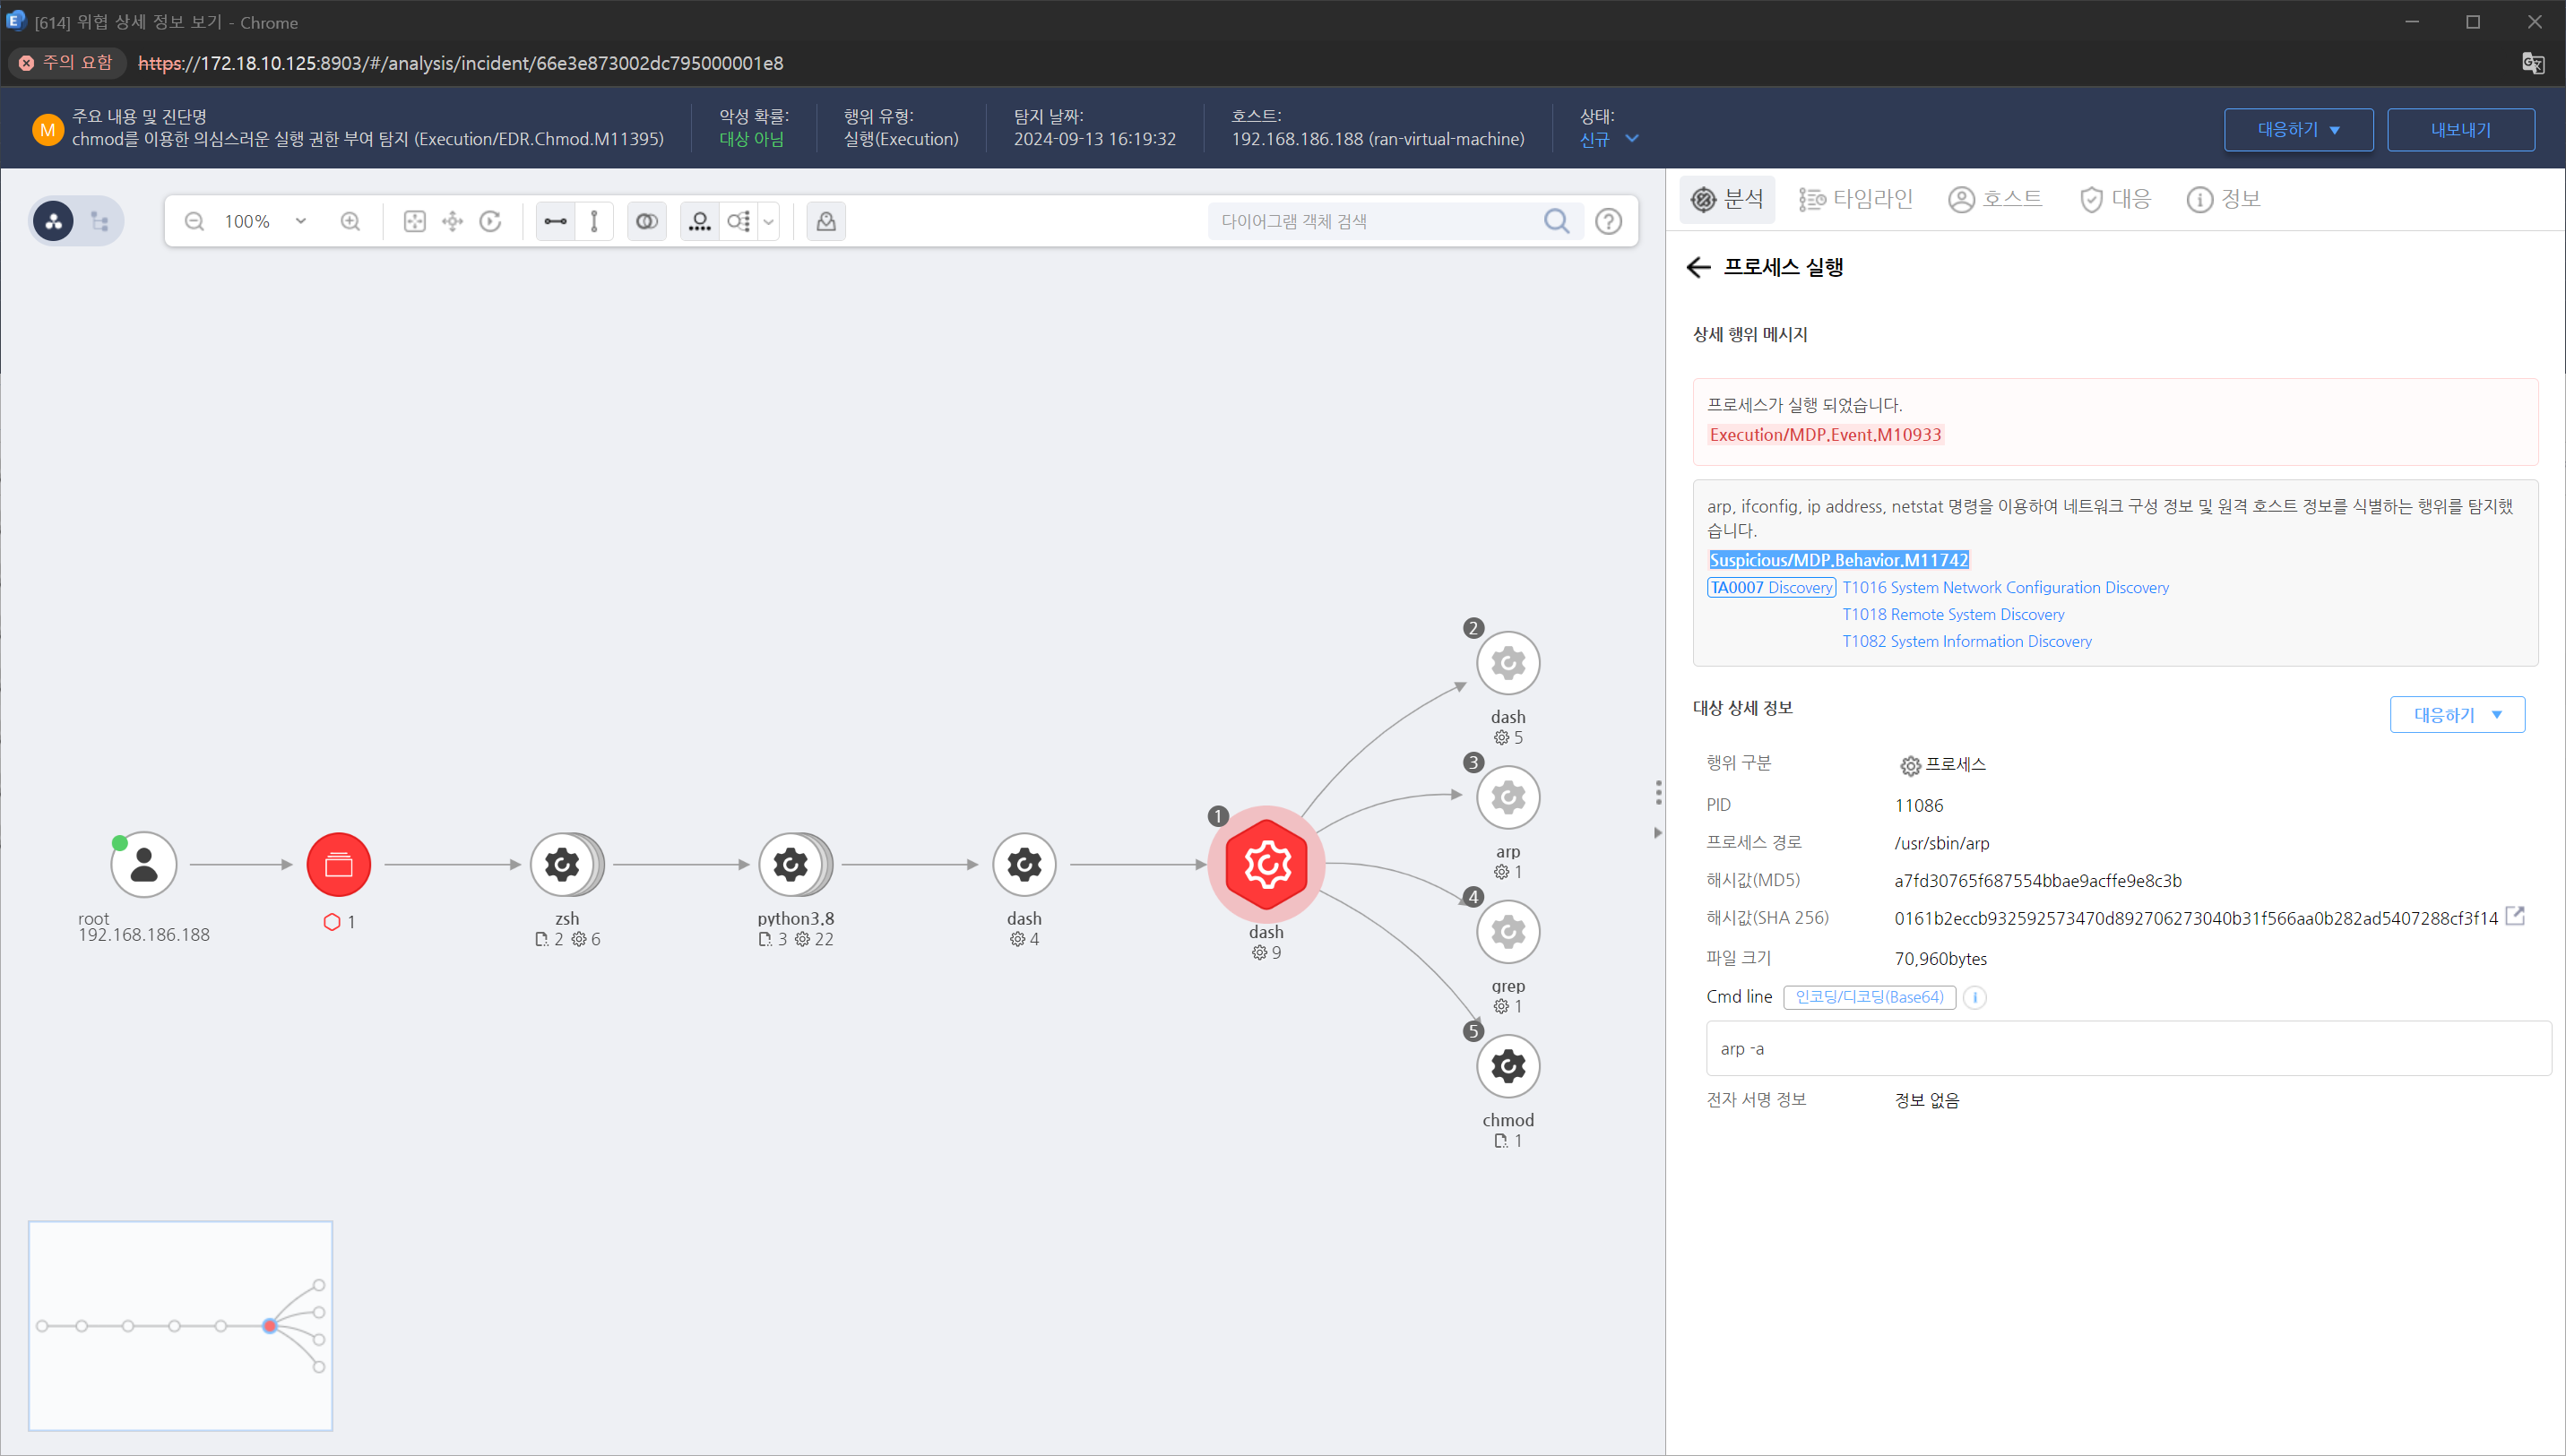 [614] 위협 상세 정보 보기 - Chrome
주의 요함
https://172.18.10.125:8903/#/analysis/incident/66e3e873002dc795000001e8
M
주요 내용 및 진단명
chmod를 이용한 의심스러운 실행 권한 부여 탐지 (Execution/EDR.Chmod.M11395)
악성 확률:
대상 아님
행위 유형:
실행(Execution)
탐지 날짜:
2024-09-13 16:19:32
호스트:
192.168.186.188 (ran-virtual-machine)
상태:
신규
대응하기
내보내기
100%
다이어그램 객체 검색
분석
타임라인
호스트
대응
정보
프로세스 실행
상세 행위 메시지
프로세스가 실행 되었습니다.
Execution/MDP.Event.M10933
arp, ifconfig, ip address, netstat 명령을 이용하여 네트워크 구성 정보 및 원격 호스트 정보를 식별하는 행위를 탐지했
습니다.
Suspicious/MDP.Behavior.M11742
TA0007 Discovery T1016 System Network Configuration Discovery
T1018 Remote System Discovery
T1082 System Information Discovery
대상 상세 정보
대응하기
행위 구분 프로세스
PID 11086
프로세스 경로 /usr/sbin/arp
해시값(MD5) a7fd30765f687554bbae9acffe9e8c3b
해시값(SHA 256) 0161b2eccb932592573470d892706273040b31f566aa0b282ad5407288cf3f14
파일 크기 70,960bytes
Cmd line 인코딩/디코딩(Base64)
arp -a
전자 서명 정보 정보 없음
root
192.168.186.188
1
zsh
2 6
python3.8
3 22
dash
4
1
dash
9
2
dash
5
3
arp
1
4
grep
1
5
chmod
1